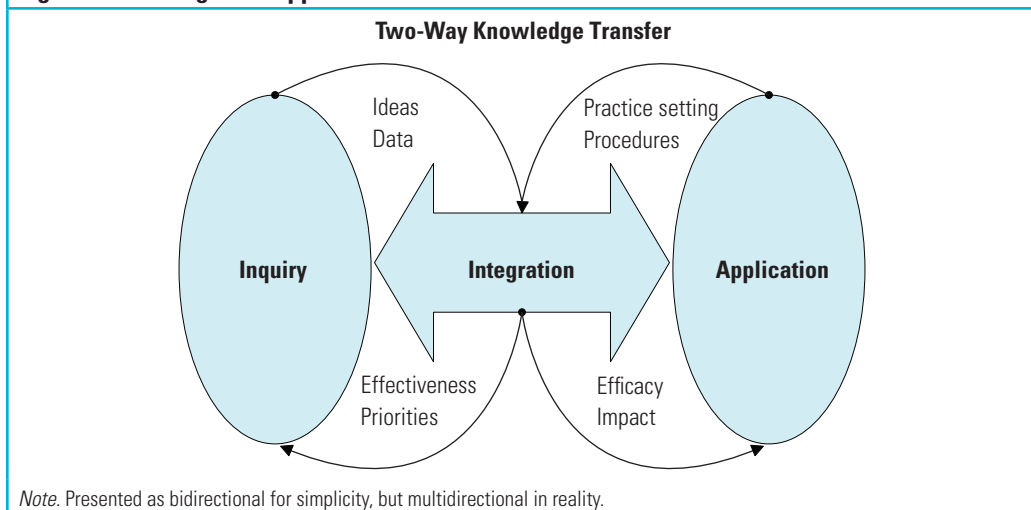 Two-Way Knowledge Transfer
Ideas
Data
Practice setting
Procedures
Inquiry
Integration
Application
Effectiveness
Priorities
Efficacy
Impact
Note. Presented as bidirectional for simplicity, but multidirectional in reality.